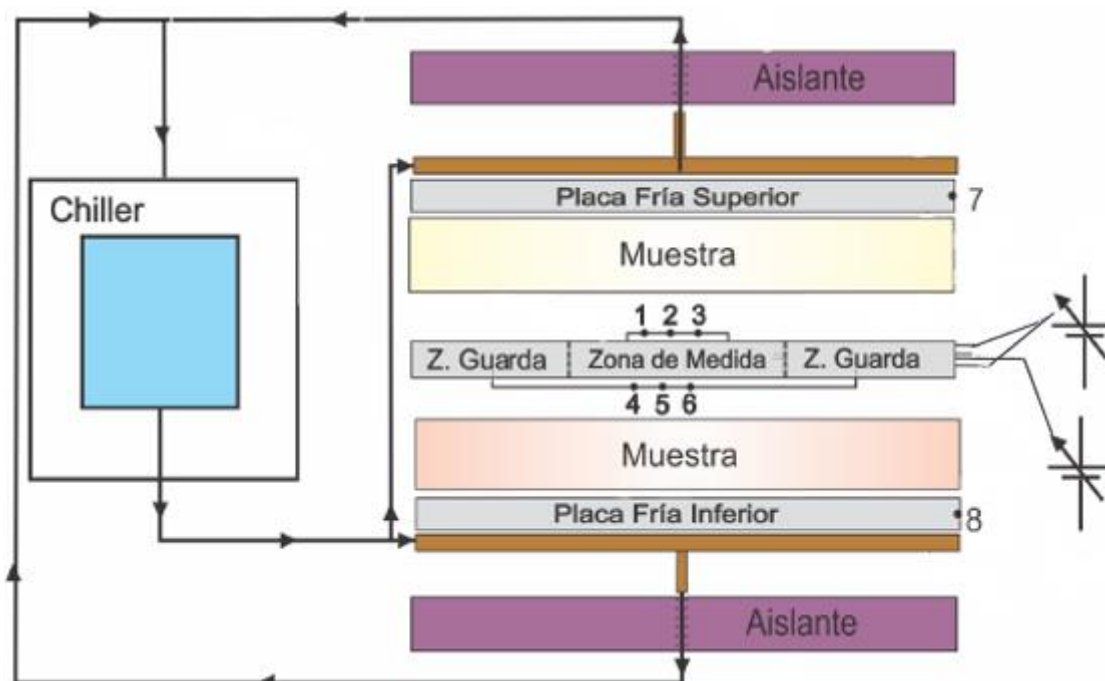 Aislante
Chiller
Placa Fría Superior
7
Muestra
1 2 3
Z. Guarda
Zona de Medida
Z. Guarda
4 5 6
Muestra
Placa Fría Inferior
8
Aislante